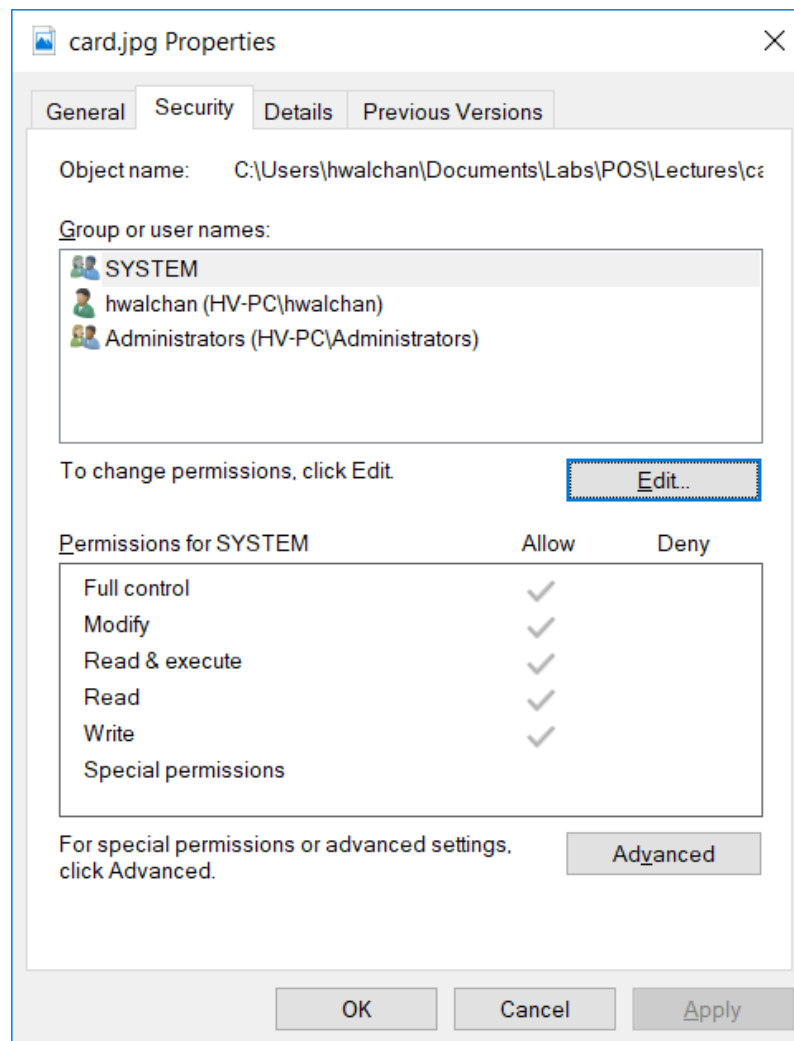 card.jpg Properties
General Security Details Previous Versions
Object name: C:\Users\hwalchan\Documents\Labs\POS\Lectures\ca
Group or user names:
SYSTEM
hwalchan (HV-PC\hwalchan)
Administrators (HV-PC\Administrators)
To change permissions, click Edit.
Edit...
Permissions for SYSTEM Allow Deny
Full control
Modify
Read & execute
Read
Write
Special permissions
For special permissions or advanced settings,
click Advanced.
Advanced
OK Cancel Apply